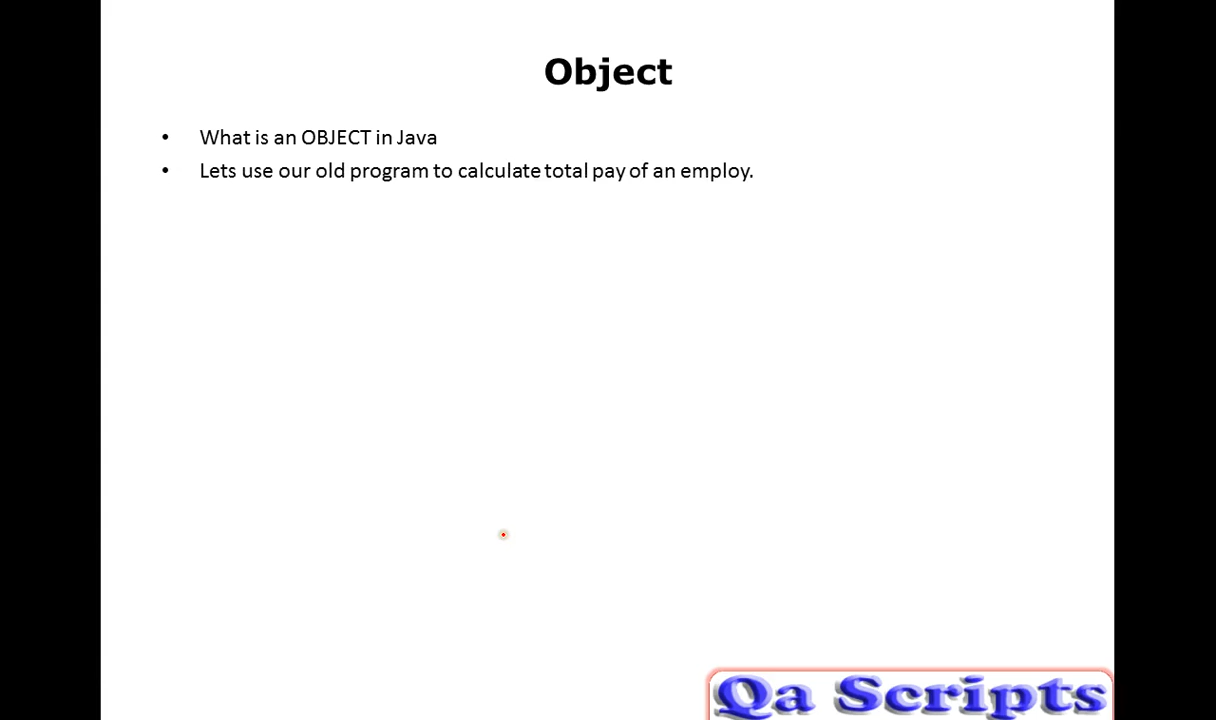 Object
• What is an OBJECT in Java
• Lets use our old program to calculate total pay of an employ.
Qa Scripts